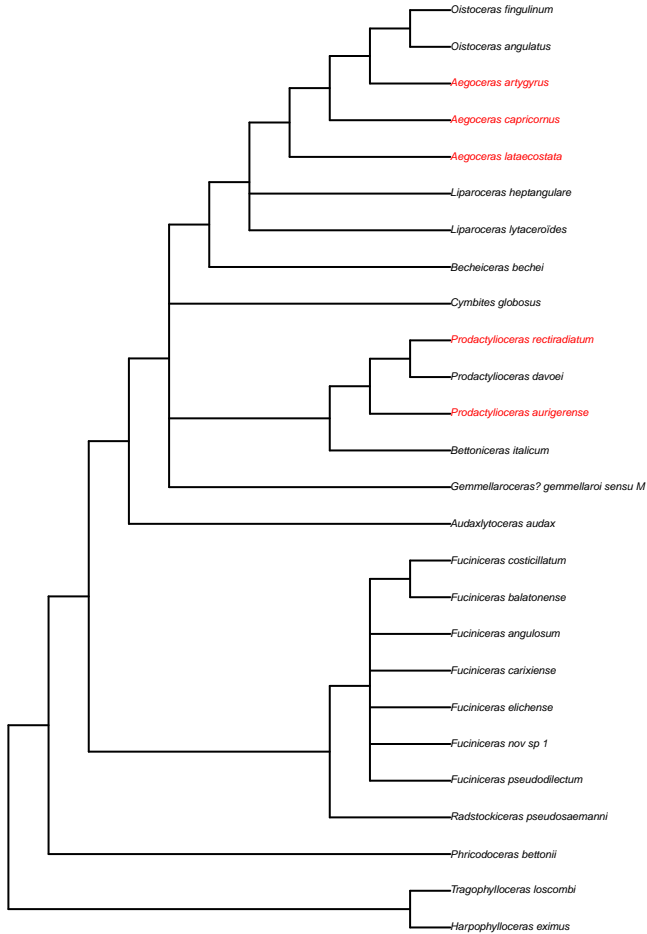 Oistoceras fingulinum
Oistoceras angulatus
Aegoceras artygyrus
Aegoceras capricornus
Aegoceras lataecostata
Liparoceras heptangulare
Liparoceras lytaceroïdes
Becheiceras bechei
Cymbites globosus
Prodactylioceras rectiradiatum
Prodactylioceras davoei
Prodactylioceras aurigerense
Bettoniceras italicum
Gemmellaroceras? gemmellaroi sensu M
Audaxlytoceras audax
Fuciniceras costicillatum
Fuciniceras balatonense
Fuciniceras angulosum
Fuciniceras carixiense
Fuciniceras elichense
Fuciniceras nov sp 1
Fuciniceras pseudodilectum
Radstockiceras pseudosaemanni
Phricodoceras bettonii
Tragophylloceras loscombi
Harpophylloceras eximus